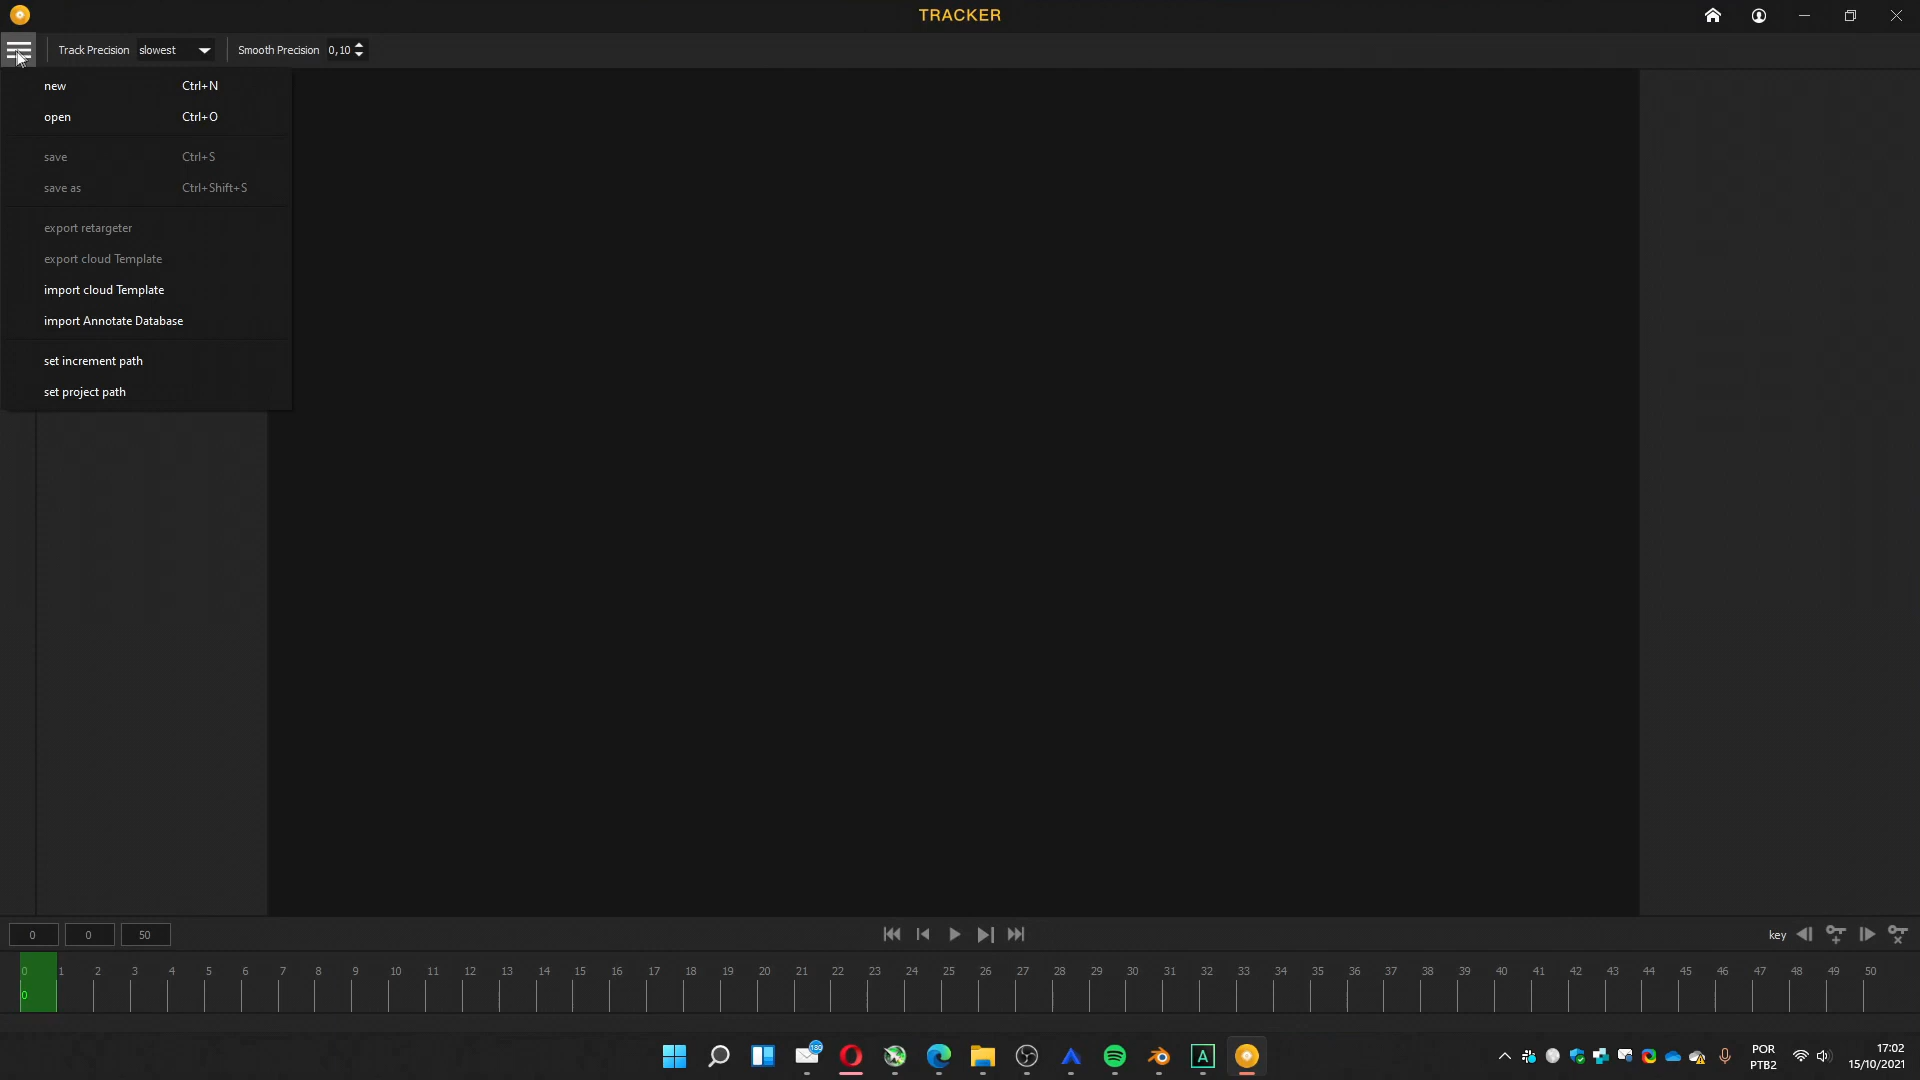 TRACKER
Track Precision slowest Smooth Precision 0,10
new Ctrl+N
open Ctrl+O
save Ctrl+S
save as Ctrl+Shift+S
export retargeter
export cloud Template
import cloud Template
import Annotate Database
set increment path
set project path
0 0 50
key
0 1 2 3 4 5 6 7 8 9 10 11 12 13 14 15 16 17 18 19 20 21 22 23 24 25 26 27 28 29 30 31 32 33 34 35 36 37 38 39 40 41 42 43 44 45 46 47 48 49 50
0
180
A
POR 17:02
PTB2 15/10/2021